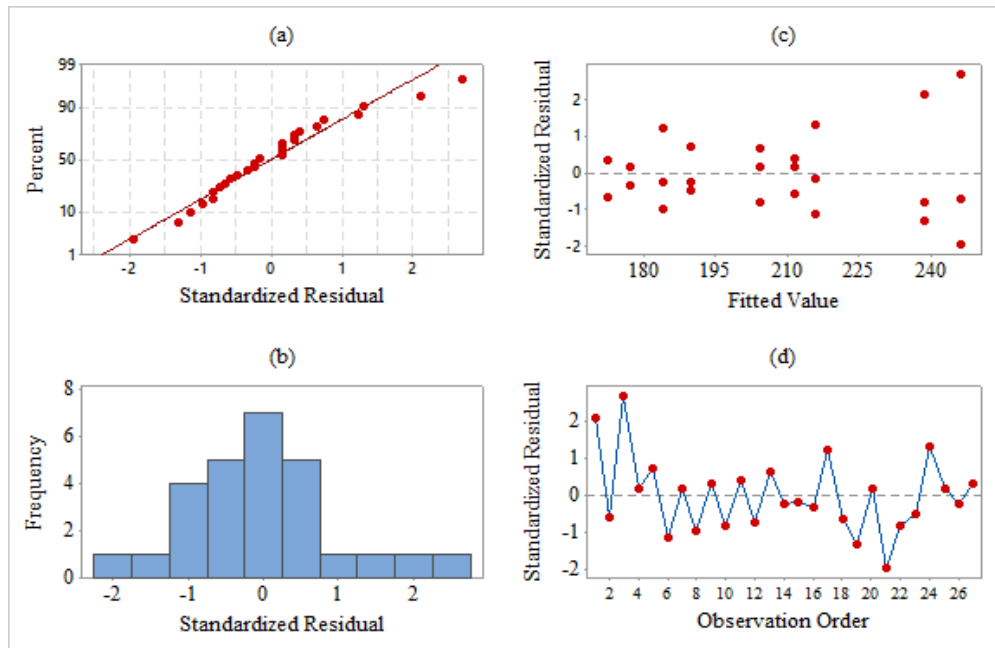 (a)
Percent
99
90
50
10
1
-2 -1 0 1 2
Standardized Residual
(c)
Standardized Residual
2
1
0
-1
-2
180 195 210 225 240
Fitted Value
(b)
Frequency
8
6
4
2
0
-2 -1 0 1 2
Standardized Residual
(d)
Standardized Residual
2
1
0
-1
-2
2 4 6 8 10 12 14 16 18 20 22 24 26
Observation Order